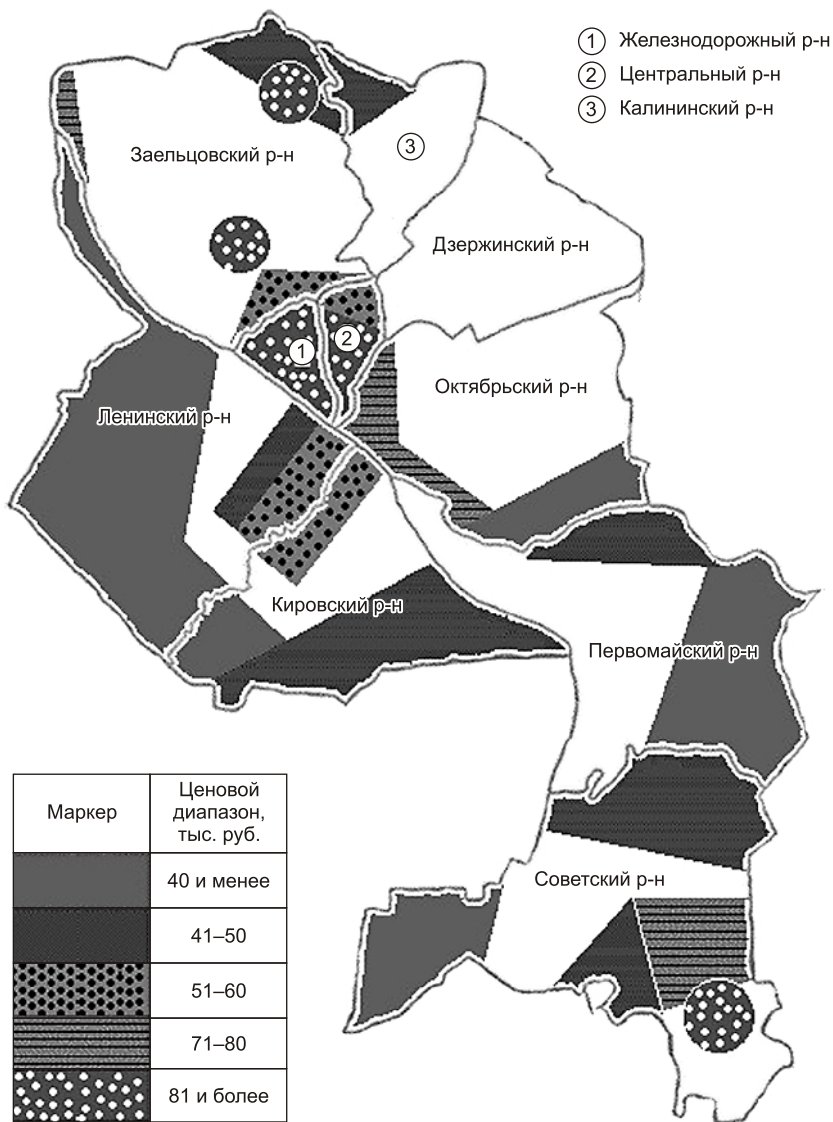 1 Железнодорожный р-н
2 Центральный р-н
3 Калининский р-н
3
Заельцовский р-н
Дзержинский р-н
1
2
Октябрьский р-н
Ленинский р-н
Кировский р-н
Первомайский р-н
Советский р-н
Маркер
Ценовой
диапазон,
тыс. руб.
40 и менее
41–50
51–60
71–80
81 и более